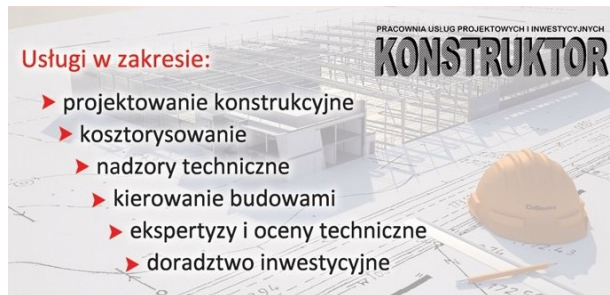 PRACOWNIA USŁUG PROJEKTOWYCH I INWESTYCYJNYCH
KONSTRUKTOR
Usługi w zakresie:
projektowanie konstrukcyjne
kosztorysowanie
nadzory techniczne
kierowanie budowami
ekspertyzy i oceny techniczne
doradztwo inwestycyjne